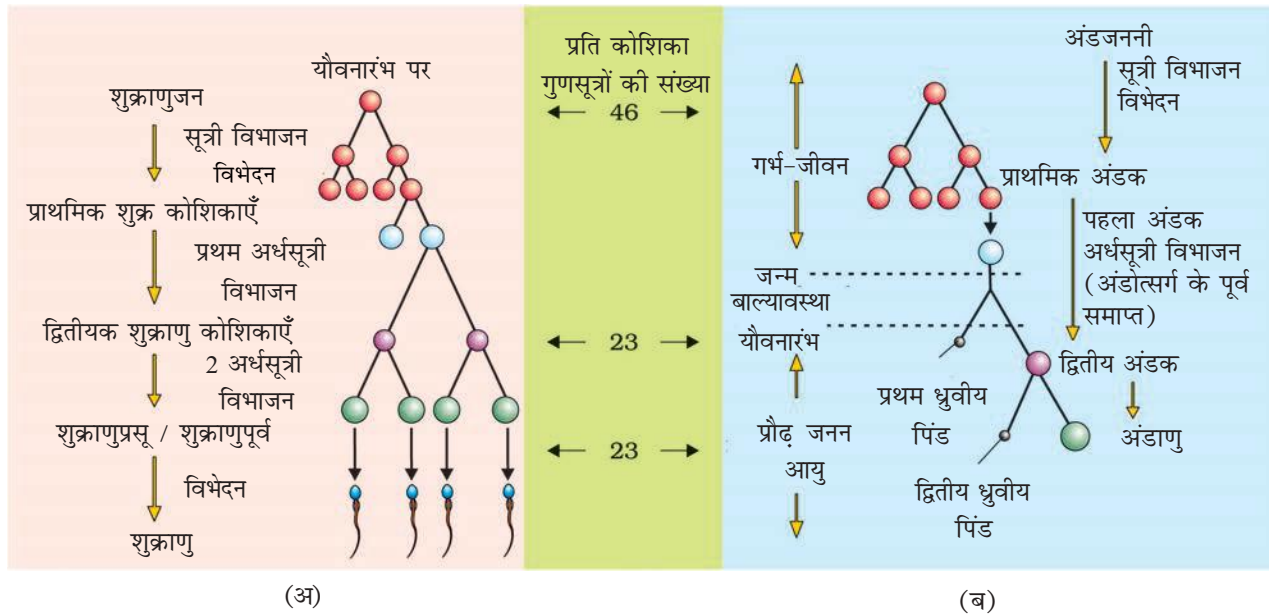 यौवनारंभ पर
शुक्राणुजन
सूत्री विभाजन
विभेदन
प्राथमिक शुक्र कोशिकाएँ
प्रथम अर्धसूत्री
विभाजन
द्वितीयक शुक्राणु कोशिकाएँ
2 अर्धसूत्री
विभाजन
शुक्राणुप्रसू / शुक्राणुपूर्व
विभेदन
शुक्राणु
(अ)
प्रति कोशिका
गुणसूत्रों की संख्या
46
23
23
गर्भ-जीवन
जन्म
बाल्यावस्था
यौवनारंभ
प्रौढ़ जनन
आयु
अंडजननी
सूत्री विभाजन
विभेदन
प्राथमिक अंडक
पहला अंडक
अर्धसूत्री विभाजन
(अंडोत्सर्ग के पूर्व
समाप्त)
द्वितीय अंडक
प्रथम ध्रुवीय
पिंड
अंडाणु
द्वितीय ध्रुवीय
पिंड
(ब)